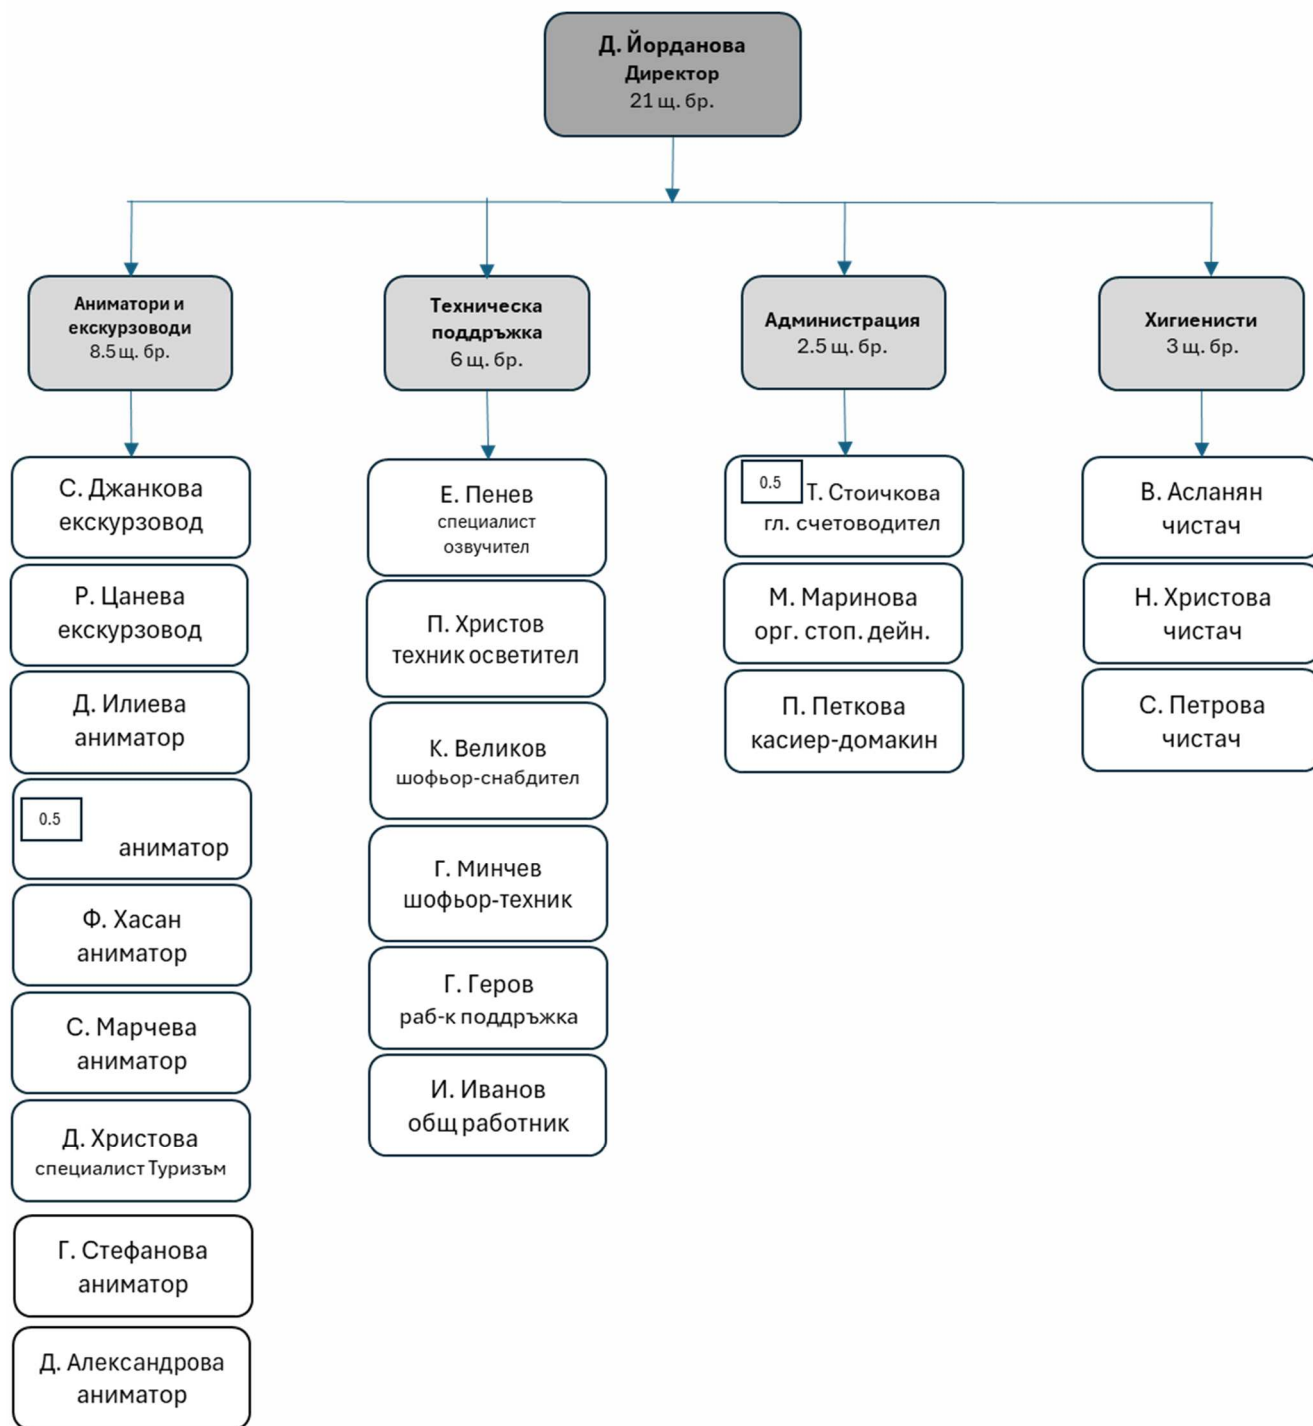 Д. Йорданова
Директор
21 щ. бр.
Аниматори и
екскурзоводи
8.5 щ. бр.
С. Джанкова
екскурзовод
Р. Цанева
екскурзовод
Д. Илиева
аниматор
0.5
аниматор
Ф. Хасан
аниматор
С. Марчева
аниматор
Д. Христова
специалист Туризъм
Г. Стефанова
аниматор
Д. Александрова
аниматор
Техническа
поддръжка
6 щ. бр.
Е. Пенев
специалист
озвучител
П. Христов
техник осветител
К. Великов
шофьор-снабдител
Г. Минчев
шофьор-техник
Г. Геров
раб-к поддръжка
И. Иванов
общ работник
Администрация
2.5 щ. бр.
0.5
Т. Стоичкова
гл. счетоводител
М. Маринова
орг. стоп. дейн.
П. Петкова
касиер-домакин
Хигиенисти
3 щ. бр.
В. Асланян
чистач
Н. Христова
чистач
С. Петрова
чистач